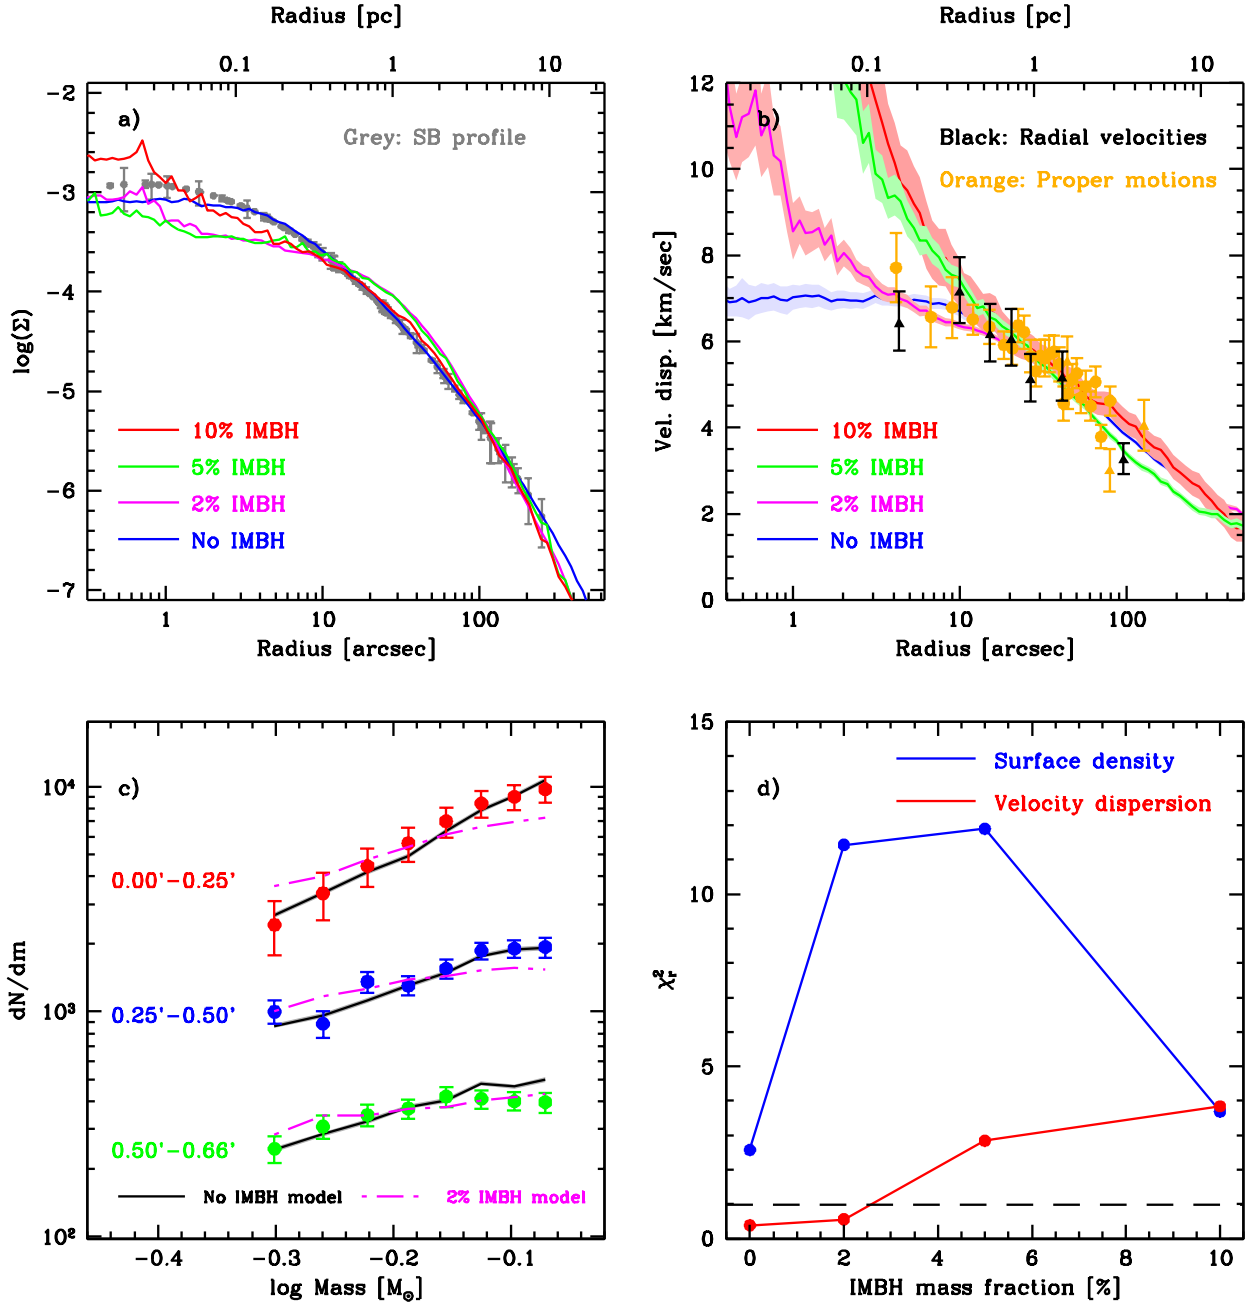 Radius [pc]
0.1 1 10
-2
-3
-4
-5
-6
-7
log(Σ)
a)
Grey: SB profile
10% IMBH
5% IMBH
2% IMBH
No IMBH
1 10 100
Radius [arcsec]
Radius [pc]
0.1 1 10
12
10
8
6
4
2
0
Vel. disp. [km/sec]
b)
Black: Radial velocities
Orange: Proper motions
10% IMBH
5% IMBH
2% IMBH
No IMBH
1 10 100
Radius [arcsec]
10⁴
10³
10²
dN/dm
c)
0.00'-0.25'
0.25'-0.50'
0.50'-0.66'
No IMBH model 2% IMBH model
-0.4 -0.3 -0.2 -0.1
log Mass [M⊙]
15
10
5
0
χ²ᵣ
d)
Surface density
Velocity dispersion
0 2 4 6 8 10
IMBH mass fraction [%]